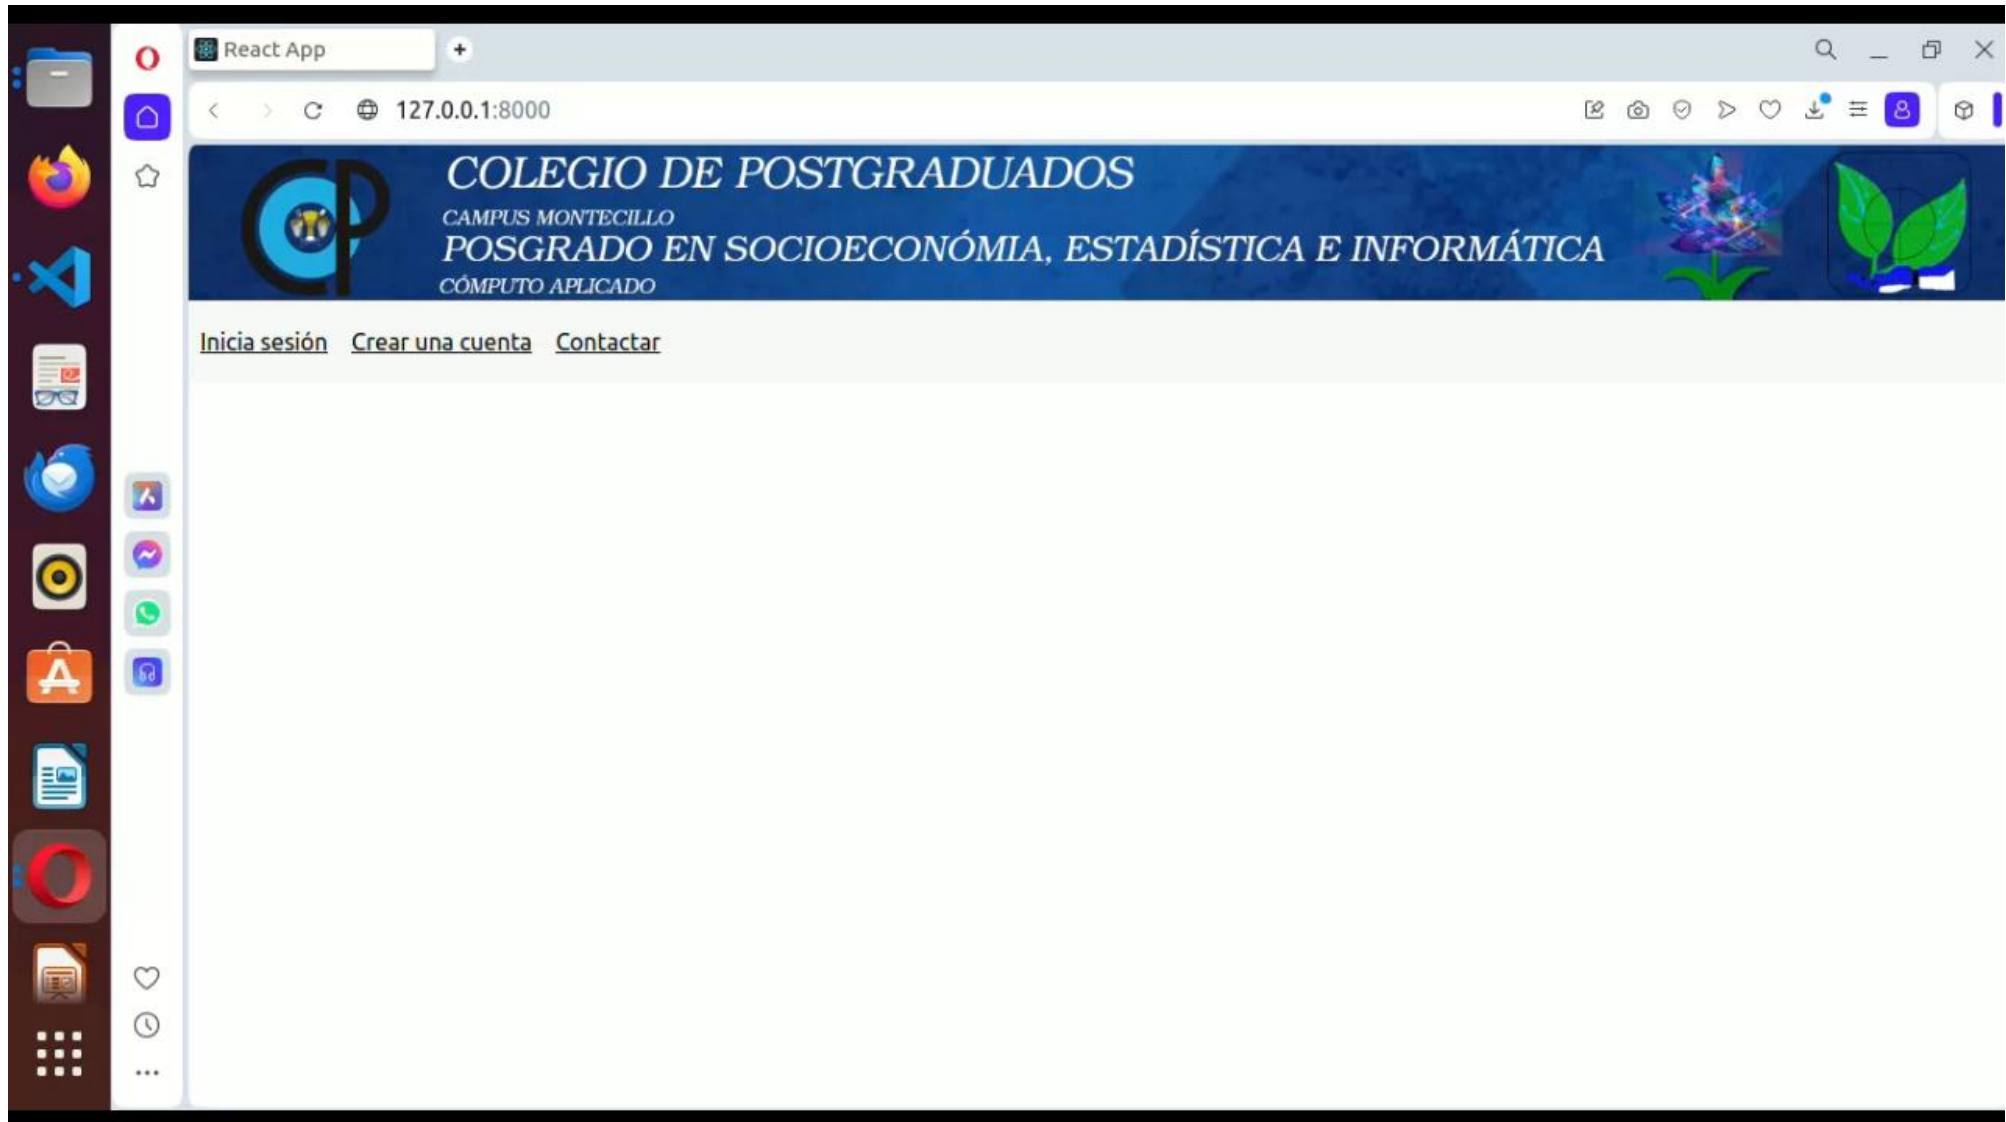 React App
127.0.0.1:8000
COLEGIO DE POSTGRADUADOS
CAMPUS MONTECILLO
POSGRADO EN SOCIOECONÓMIA, ESTADÍSTICA E INFORMÁTICA
CÓMPUTO APLICADO
Inicia sesión Crear una cuenta Contactar